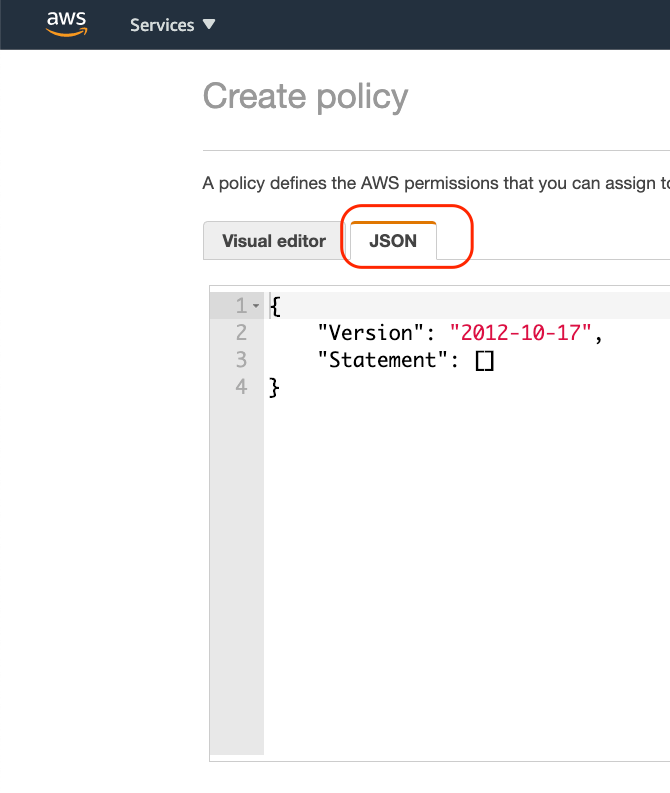 aws Services
Create policy
A policy defines the AWS permissions that you can assign
Visual editor JSON
1 {
2 "Version": "2012-10-17",
3 "Statement": []
4 }